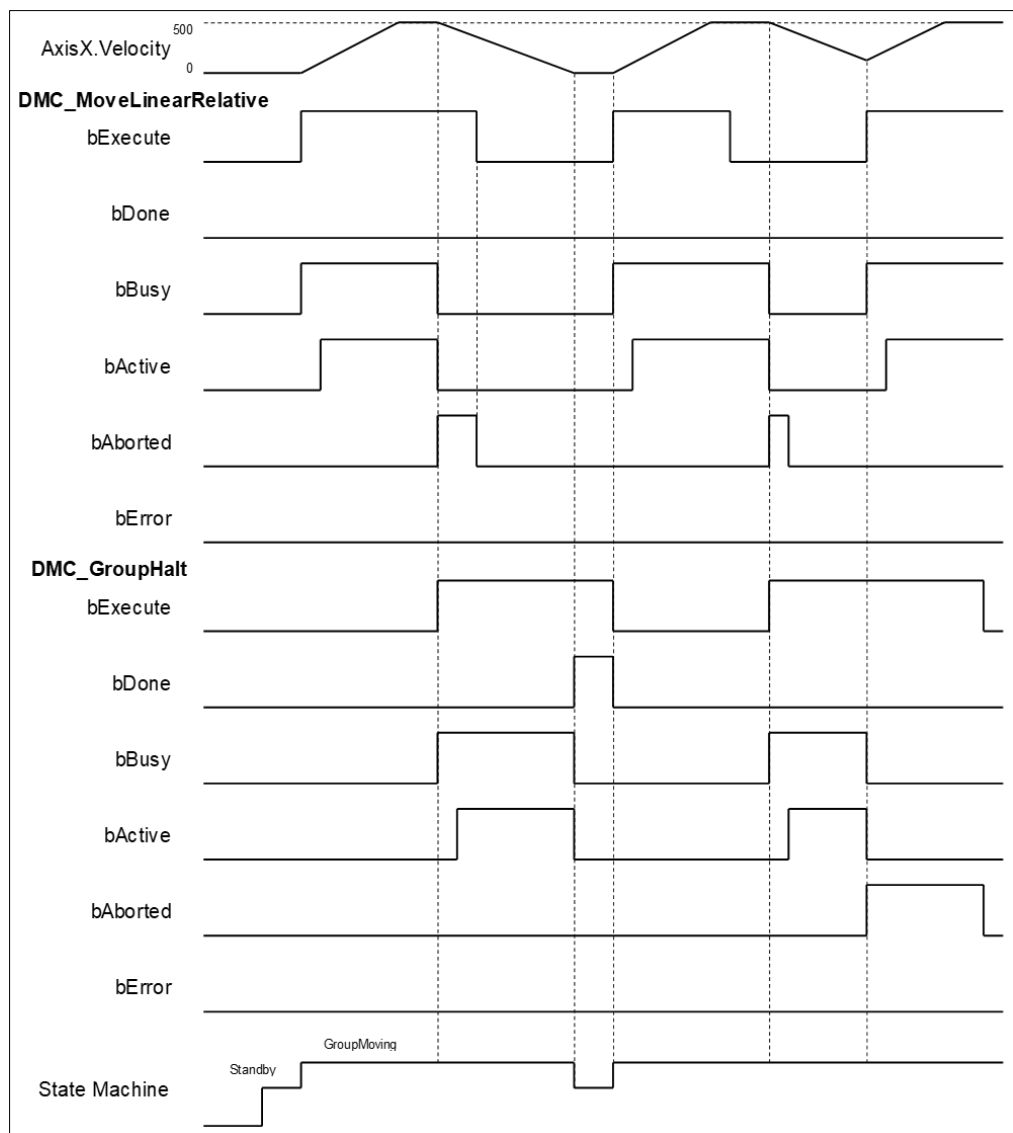 500
AxisX.Velocity
0
DMC_MoveLinearRelative
bExecute
bDone
bBusy
bActive
bAborted
bError
DMC_GroupHalt
bExecute
bDone
bBusy
bActive
bAborted
bError
GroupMoving
Standby
State Machine